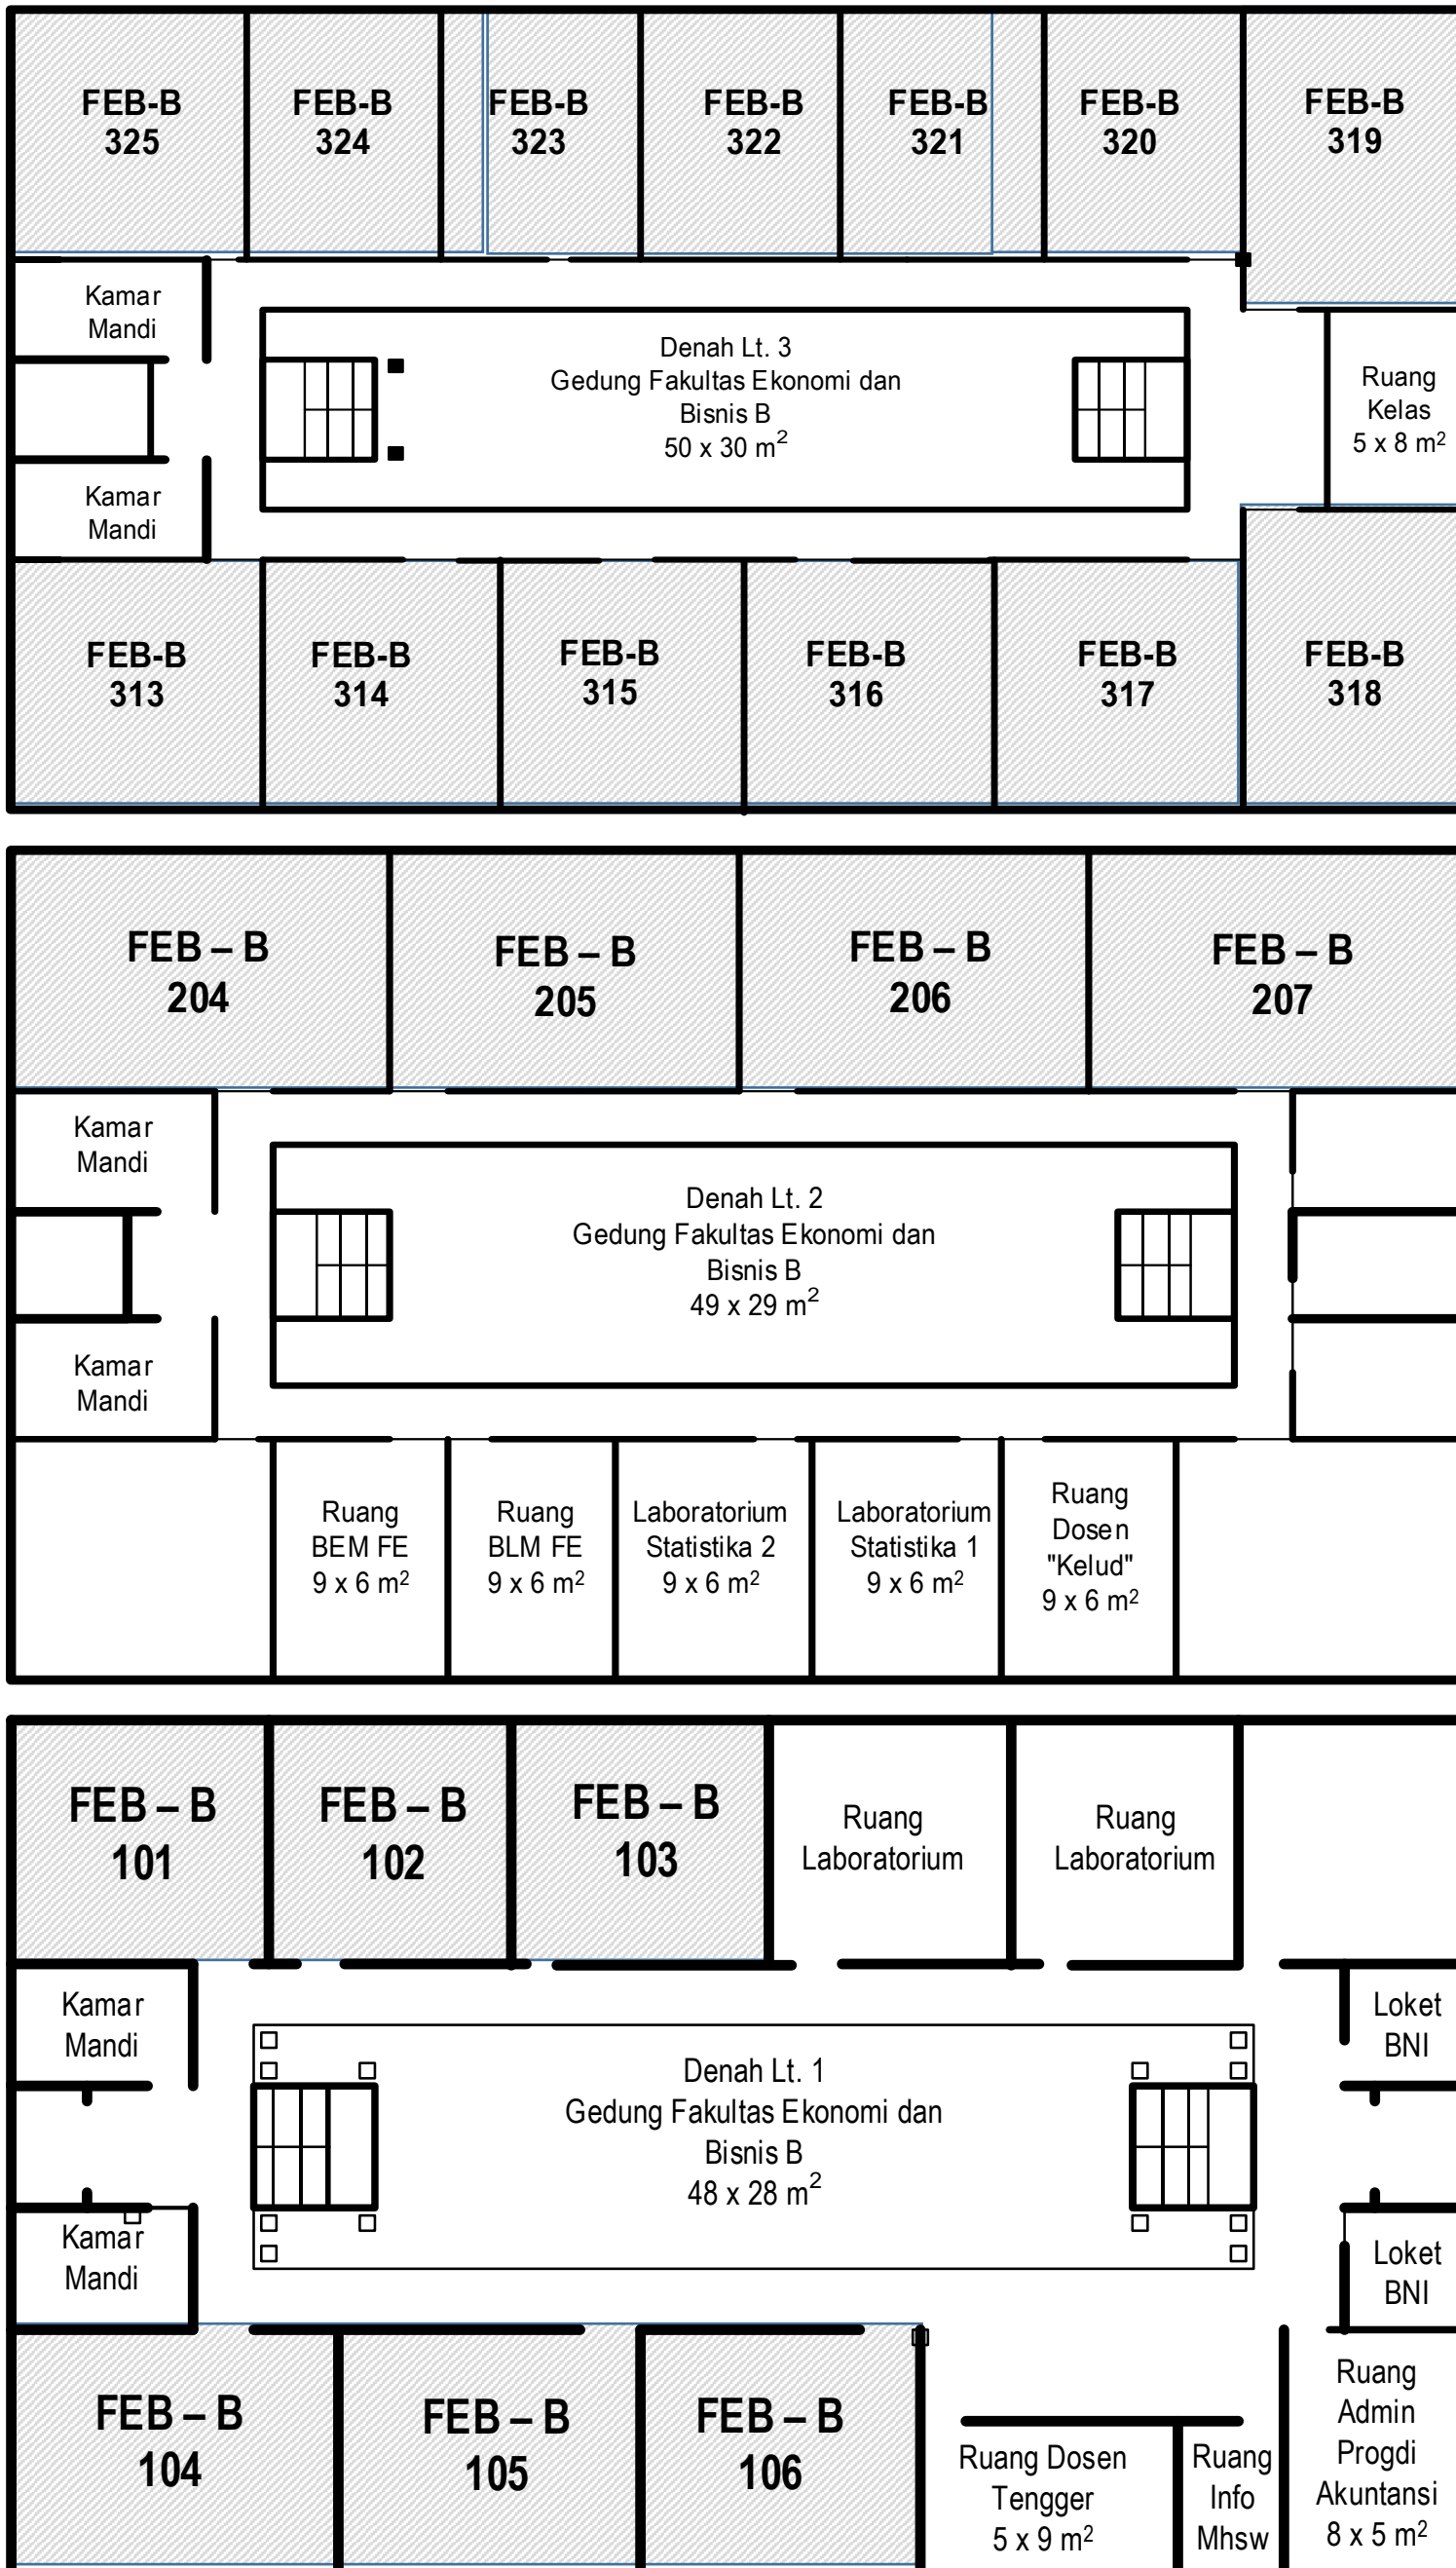 FEB-B
325
FEB-B
324
FEB-B
323
FEB-B
322
FEB-B
321
FEB-B
320
FEB-B
319
Kamar
Mandi
Denah Lt. 3
Gedung Fakultas Ekonomi dan
Bisnis B
50 x 30 m²
Ruang
Kelas
5 x 8 m²
Kamar
Mandi
FEB-B
313
FEB-B
314
FEB-B
315
FEB-B
316
FEB-B
317
FEB-B
318
FEB – B
204
FEB – B
205
FEB – B
206
FEB – B
207
Kamar
Mandi
Denah Lt. 2
Gedung Fakultas Ekonomi dan
Bisnis B
49 x 29 m²
Kamar
Mandi
Ruang
BEM FE
9 x 6 m²
Ruang
BLM FE
9 x 6 m²
Laboratorium
Statistika 2
9 x 6 m²
Laboratorium
Statistika 1
9 x 6 m²
Ruang
Dosen
"Kelud"
9 x 6 m²
FEB – B
101
FEB – B
102
FEB – B
103
Ruang
Laboratorium
Ruang
Laboratorium
Kamar
Mandi
Denah Lt. 1
Gedung Fakultas Ekonomi dan
Bisnis B
48 x 28 m²
Loket
BNI
Kamar
Mandi
Loket
BNI
FEB – B
104
FEB – B
105
FEB – B
106
Ruang Dosen
Tengger
5 x 9 m²
Ruang
Info
Mhsw
Ruang
Admin
Progdi
Akuntansi
8 x 5 m²